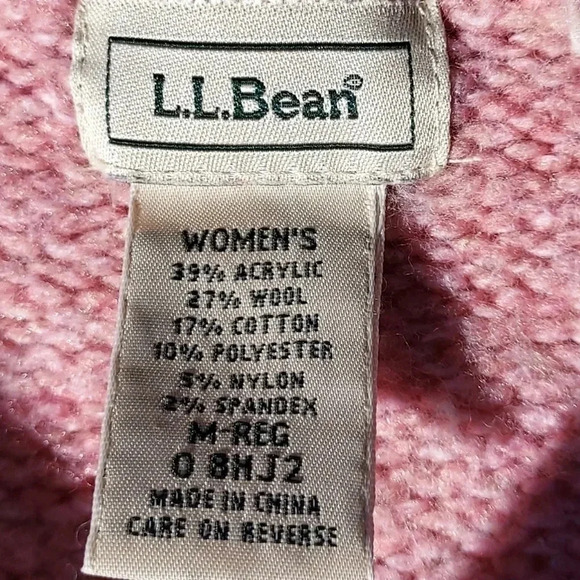 L.L.Bean®
WOMEN'S
39% ACRYLIC
27% WOOL
17% COTTON
10% POLYESTER
5% NYLON
2% SPANDEX
M-REG
0 8HJ2
MADE IN CHINA
CARE ON REVERSE